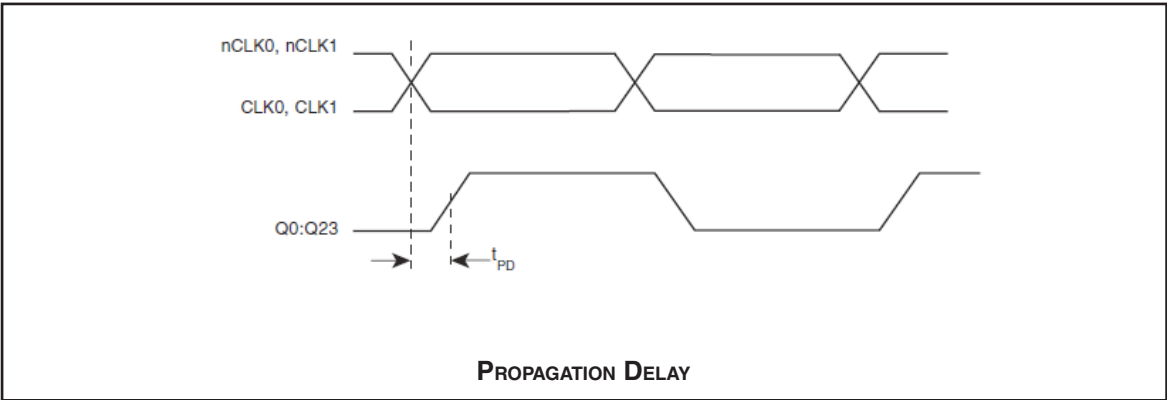 nCLK0, nCLK1
CLK0, CLK1
Q0:Q23
tPD
PROPAGATION DELAY